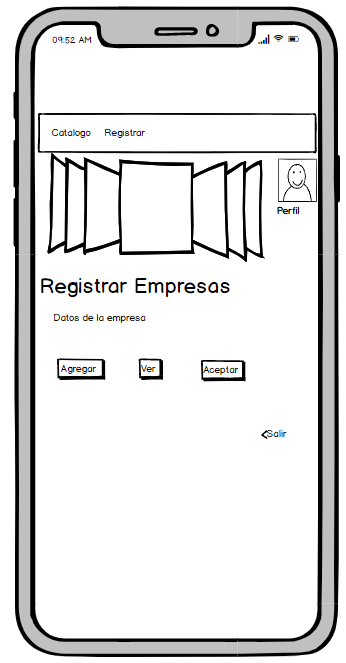 09:52 AM
Catalogo Registrar
Perfil
Registrar Empresas
Datos de la empresa
Agregar Ver Aceptar
Salir